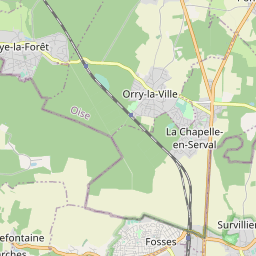 ye-la-Forêt
Orry-la-Ville
Oise
La Chapelle-
en-Serval
Survillier
efontaine
Fosses
arches